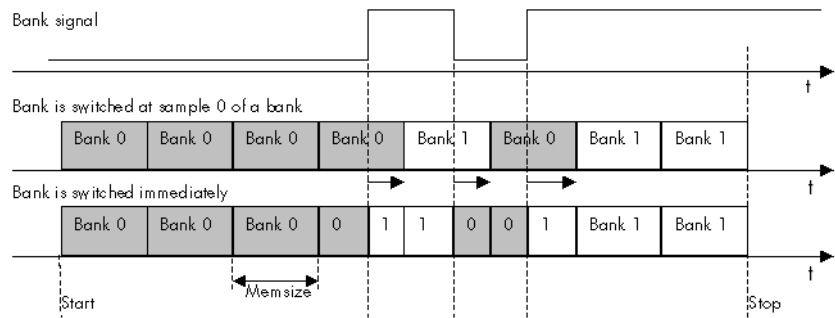 Bank signal
t
Bank is switched at sample 0 of a bank
Bank 0 Bank 0 Bank 0 Bank 0 Bank 1 Bank 0 Bank 1 Bank 1
t
Bank is switched immediately
Bank 0 Bank 0 Bank 0 0 1 1 0 0 1 Bank 1 Bank 1
t
Memsize
Start Stop